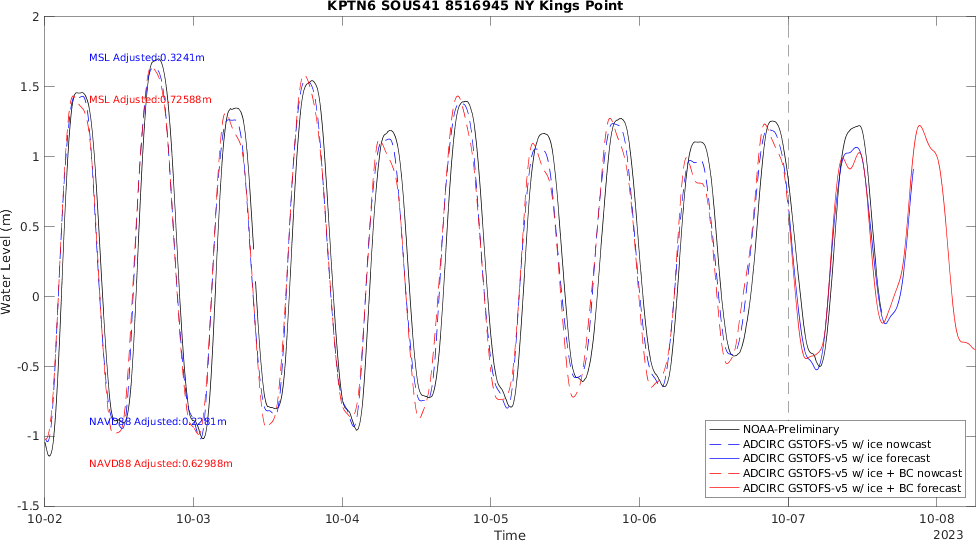 KPTN6 SOUS41 8516945 NY Kings Point
2
MSL Adjusted:0.3241m
1.5
MSL Adjusted:0.72588m
1
0.5
Water Level (m)
0
-0.5
NAVD88 Adjusted:0.2281m
-1
NAVD88 Adjusted:0.62988m
-1.5
NOAA-Preliminary
ADCIRC GSTOFS-v5 w/ ice nowcast
ADCIRC GSTOFS-v5 w/ ice forecast
ADCIRC GSTOFS-v5 w/ ice + BC nowcast
ADCIRC GSTOFS-v5 w/ ice + BC forecast
10-02 10-03 10-04 10-05 10-06 10-07 10-08
Time
2023